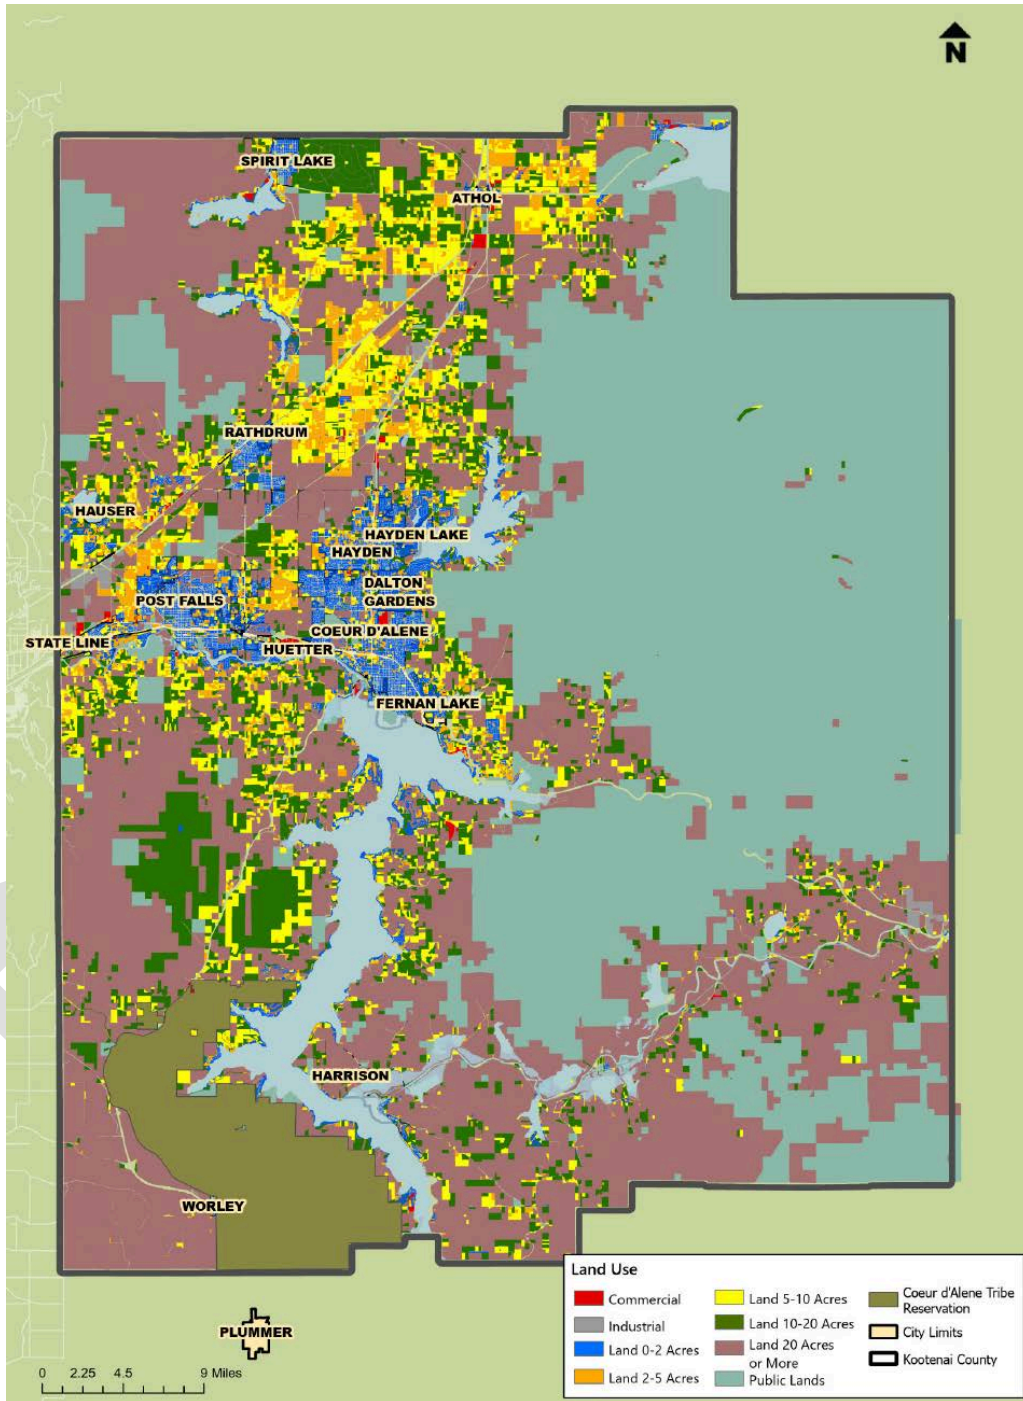 N
SPIRIT LAKE
ATHOL
RATHDRUM
HAUSER
HAYDEN LAKE
HAYDEN
DALTON
GARDENS
POST FALLS
COEUR D'ALENE
STATE LINE
HUETTER
FERNAN LAKE
HARRISON
WORLEY
PLUMMER
0 2.25 4.5 9 Miles
Land Use
Commercial
Industrial
Land 0-2 Acres
Land 2-5 Acres
Land 5-10 Acres
Land 10-20 Acres
Land 20 Acres
or More
Public Lands
Coeur d'Alene Tribe
Reservation
City Limits
Kootenai County